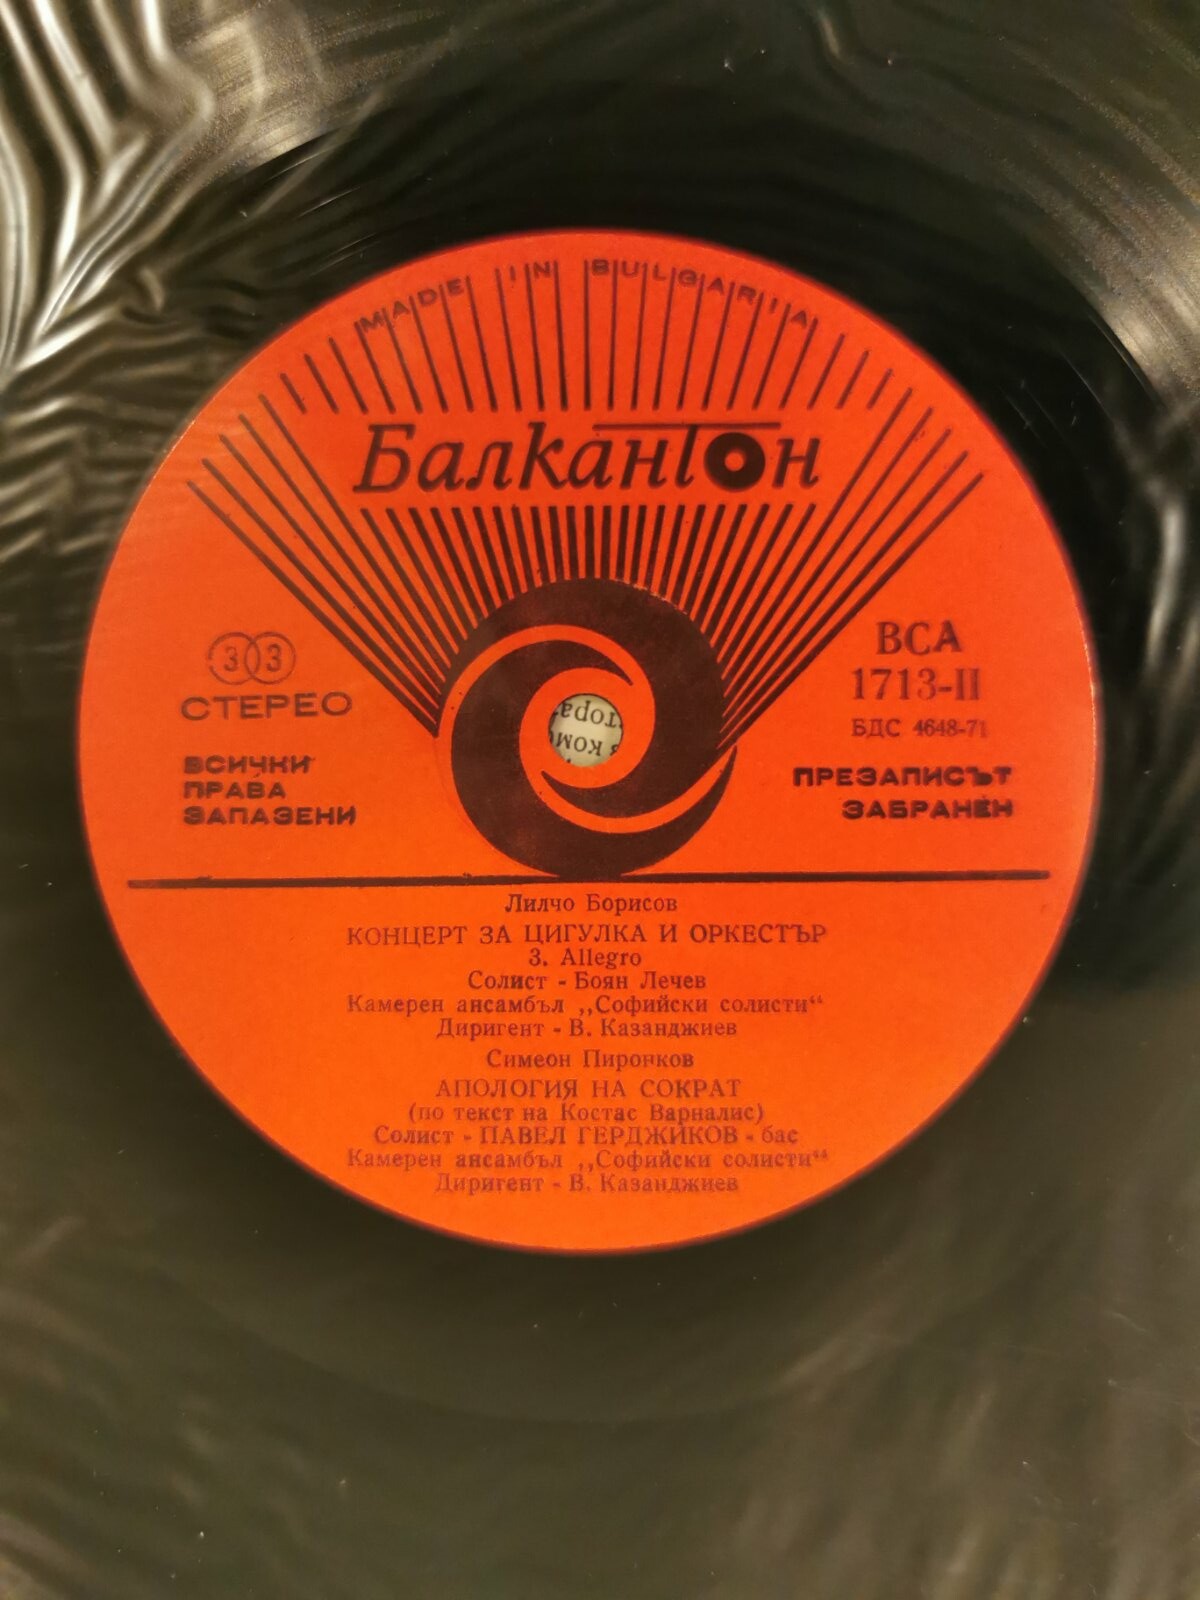 MADE IN BULGARIA
Балкантон
33
СТЕРЕО
ВСИЧКИ
ПРАВА
ЗАПАЗЕНИ
ВСА
1713-II
БДС 4648-71
ПРЕЗАПИСЪТ
ЗАБРАНЕН
Лилчо Борисов
КОНЦЕРТ ЗА ЦИГУЛКА И ОРКЕСТЪР
3. Allegro
Солист - Боян Лечев
Камерен ансамбъл „Софийски солисти“
Диригент - В. Казанджиев
Симеон Пиронков
АПОЛОГИЯ НА СОКРАТ
(по текст на Костас Варналис)
Солист - ПАВЕЛ ГЕРДЖИКОВ - бас
Камерен ансамбъл „Софийски солисти“
Диригент - В. Казанджиев